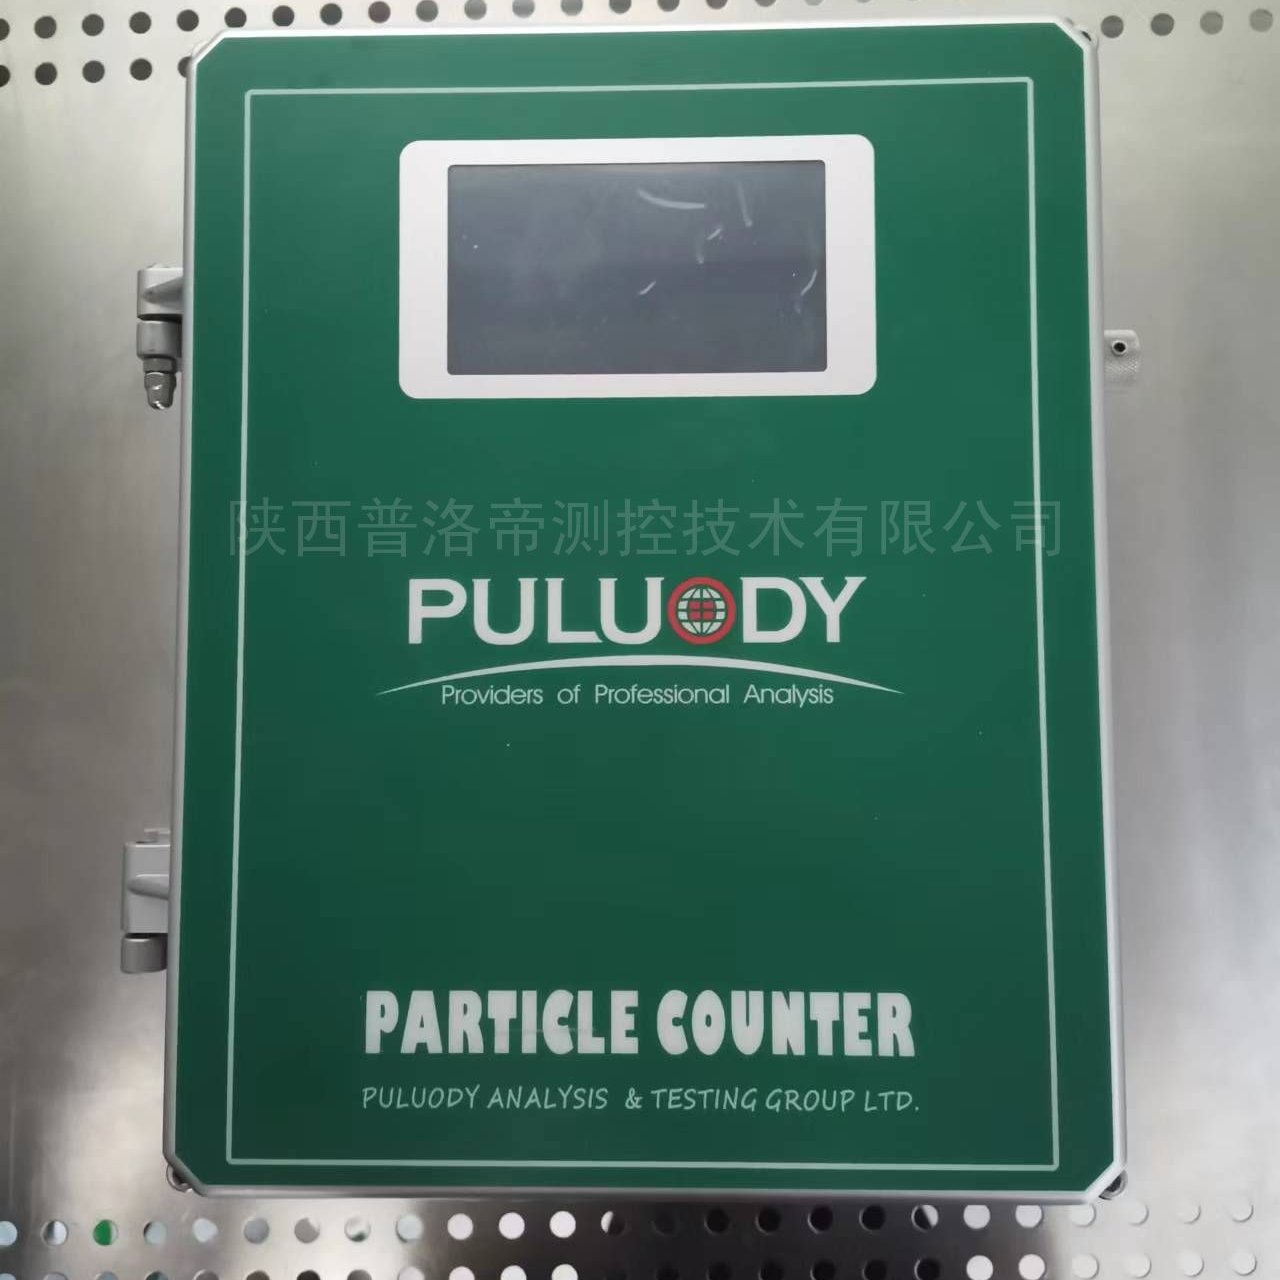 陕西普洛帝测控技术有限公司
PULUODY
Providers of Professional Analysis
PARTICLE COUNTER
PULUODY ANALYSIS & TESTING GROUP LTD.